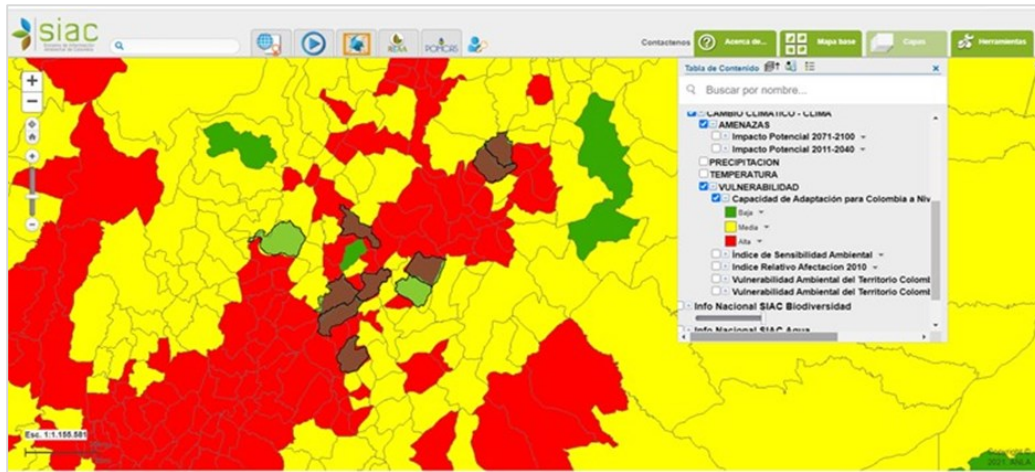 siac
Sistema de Información
Ambiental de Colombia
POMCAS
Contactenos
Acerca de...
Mapa base
Capas
Herramientas
Tabla de Contenido
Buscar por nombre...
CAMBIO CLIMATICO - CLIMA
AMENAZAS
Impacto Potencial 2071-2100
Impacto Potencial 2011-2040
PRECIPITACION
TEMPERATURA
VULNERABILIDAD
Capacidad de Adaptación para Colombia a Niv
Baja
Media
Alta
Índice de Sensibilidad Ambiental
Indice Relativo Afectacion 2010
Vulnerabilidad Ambiental del Territorio Colomb
Vulnerabilidad Ambiental del Territorio Colomb
Info Nacional SIAC Biodiversidad
Info Nacional SIAC Agua
Esc. 1:1.155.581